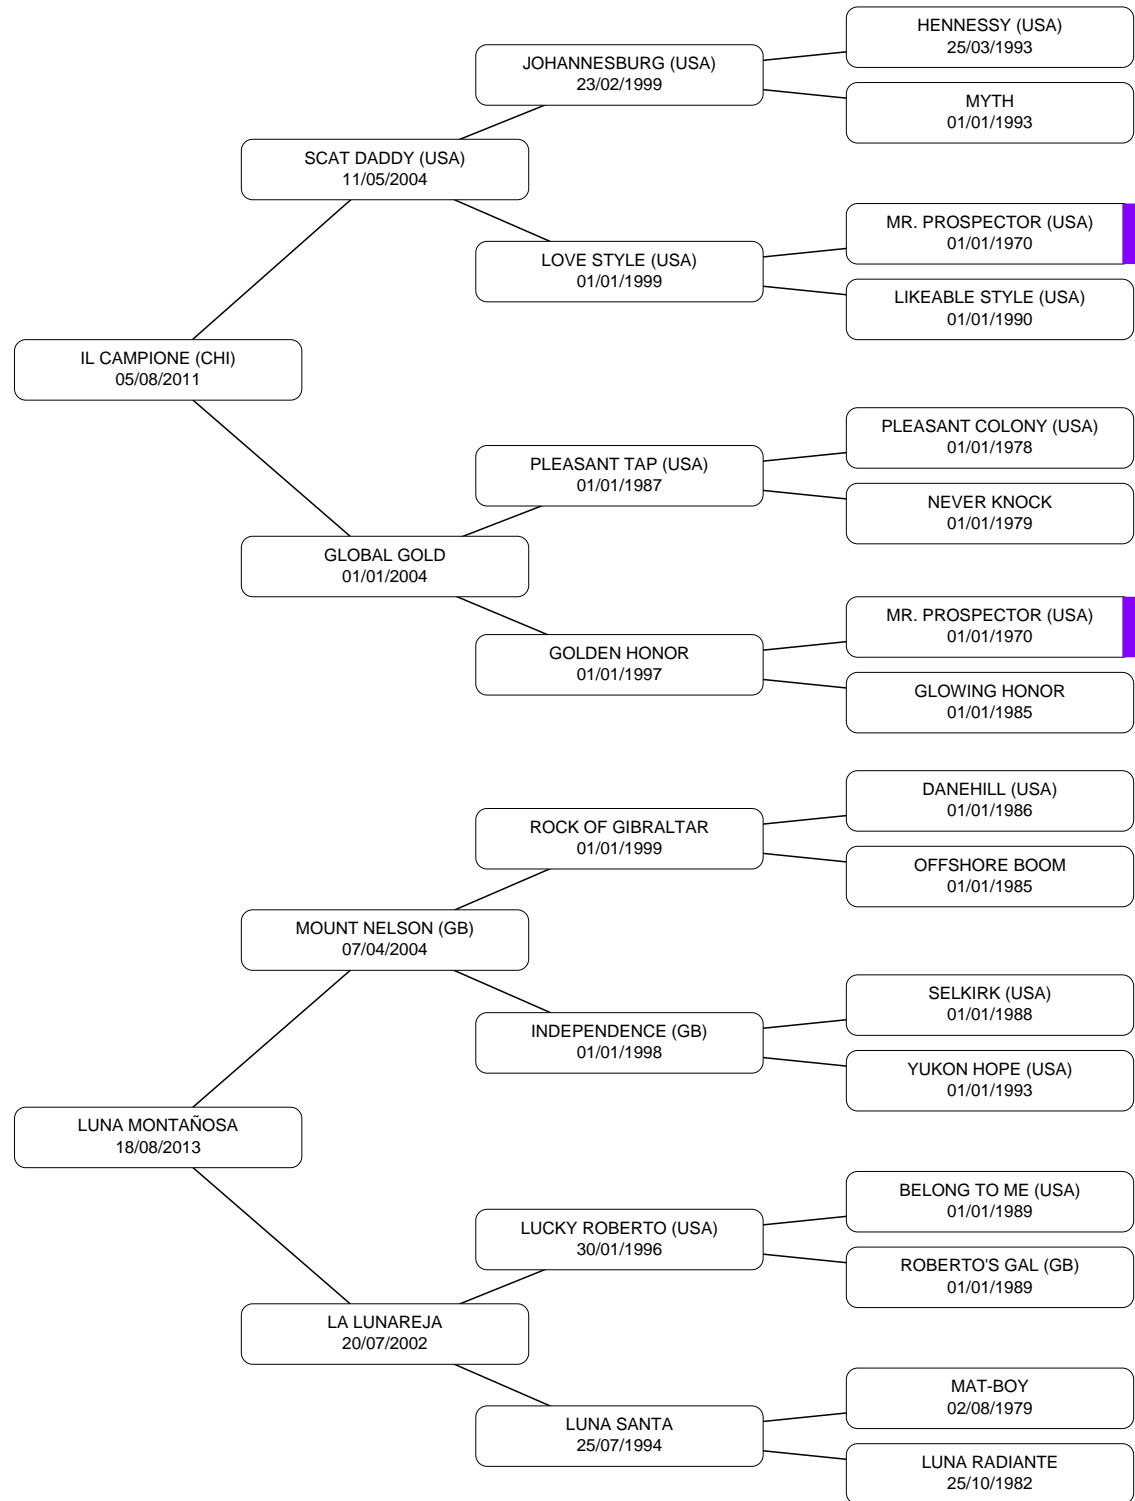 HENNESSY (USA)
25/03/1993
JOHANNESBURG (USA)
23/02/1999
MYTH
01/01/1993
SCAT DADDY (USA)
11/05/2004
MR. PROSPECTOR (USA)
01/01/1970
LOVE STYLE (USA)
01/01/1999
LIKEABLE STYLE (USA)
01/01/1990
IL CAMPIONE (CHI)
05/08/2011
PLEASANT COLONY (USA)
01/01/1978
PLEASANT TAP (USA)
01/01/1987
NEVER KNOCK
01/01/1979
GLOBAL GOLD
01/01/2004
MR. PROSPECTOR (USA)
01/01/1970
GOLDEN HONOR
01/01/1997
GLOWING HONOR
01/01/1985
DANEHILL (USA)
01/01/1986
ROCK OF GIBRALTAR
01/01/1999
OFFSHORE BOOM
01/01/1985
MOUNT NELSON (GB)
07/04/2004
SELKIRK (USA)
01/01/1988
INDEPENDENCE (GB)
01/01/1998
YUKON HOPE (USA)
01/01/1993
LUNA MONTAÑOSA
18/08/2013
BELONG TO ME (USA)
01/01/1989
LUCKY ROBERTO (USA)
30/01/1996
ROBERTO'S GAL (GB)
01/01/1989
LA LUNAREJA
20/07/2002
MAT-BOY
02/08/1979
LUNA SANTA
25/07/1994
LUNA RADIANTE
25/10/1982